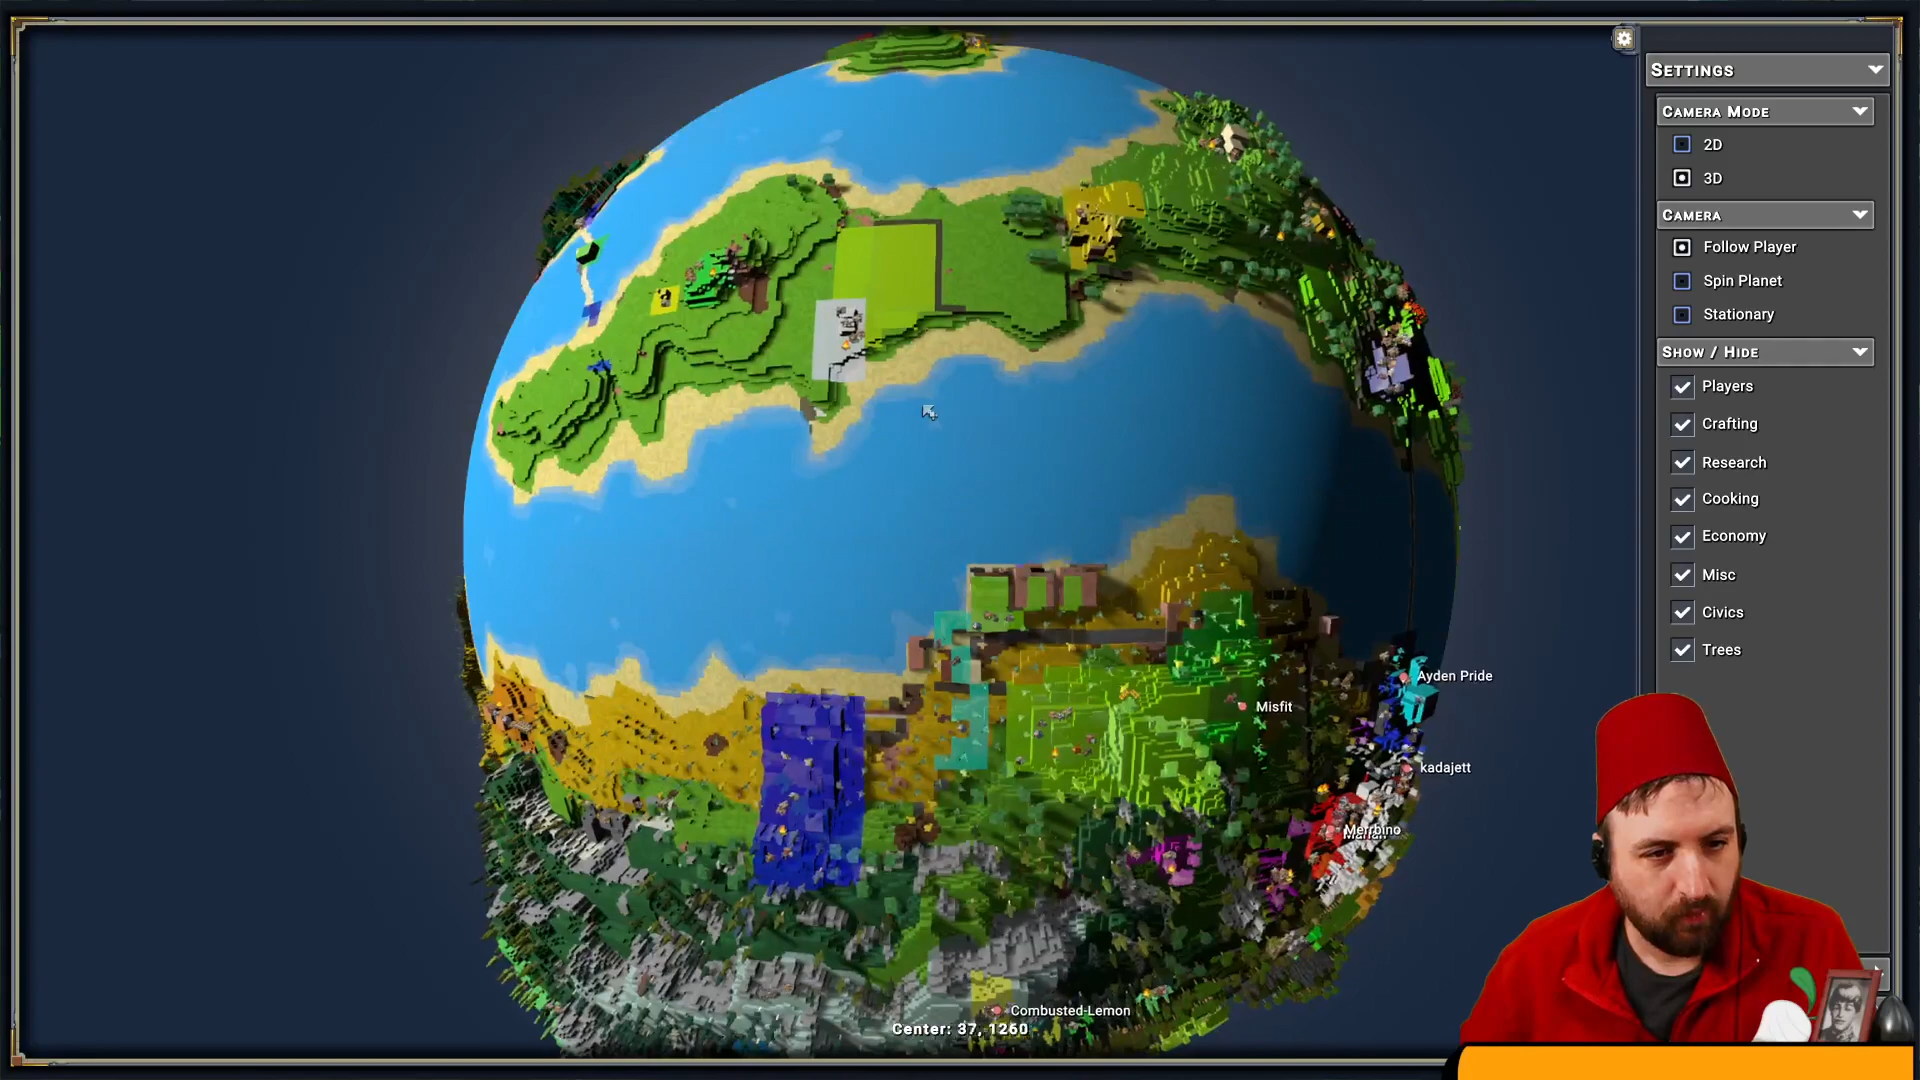 SETTINGS
CAMERA MODE
2D
3D
CAMERA
Follow Player
Spin Planet
Stationary
SHOW / HIDE
Players
Crafting
Research
Cooking
Economy
Misc
Civics
Trees
Ayden Pride
Misfit
kadajett
Merrbino
Combusted-Lemon
Center: 37, 1260